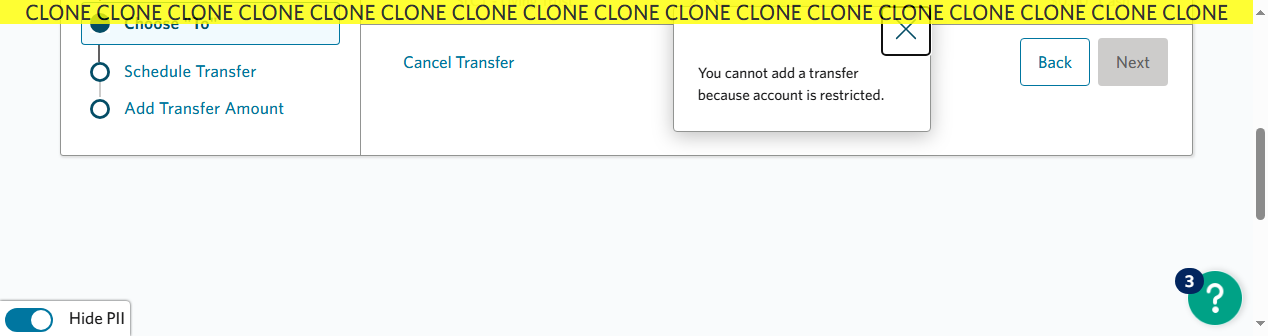 CLONE CLONE CLONE CLONE CLONE CLONE CLONE CLONE CLONE CLONE CLONE CLONE CLONE CLONE CLONE CLONE CLONE
Choose "To"
Schedule Transfer
Add Transfer Amount
Cancel Transfer
You cannot add a transfer
because account is restricted.
Back
Next
3
?
Hide PII